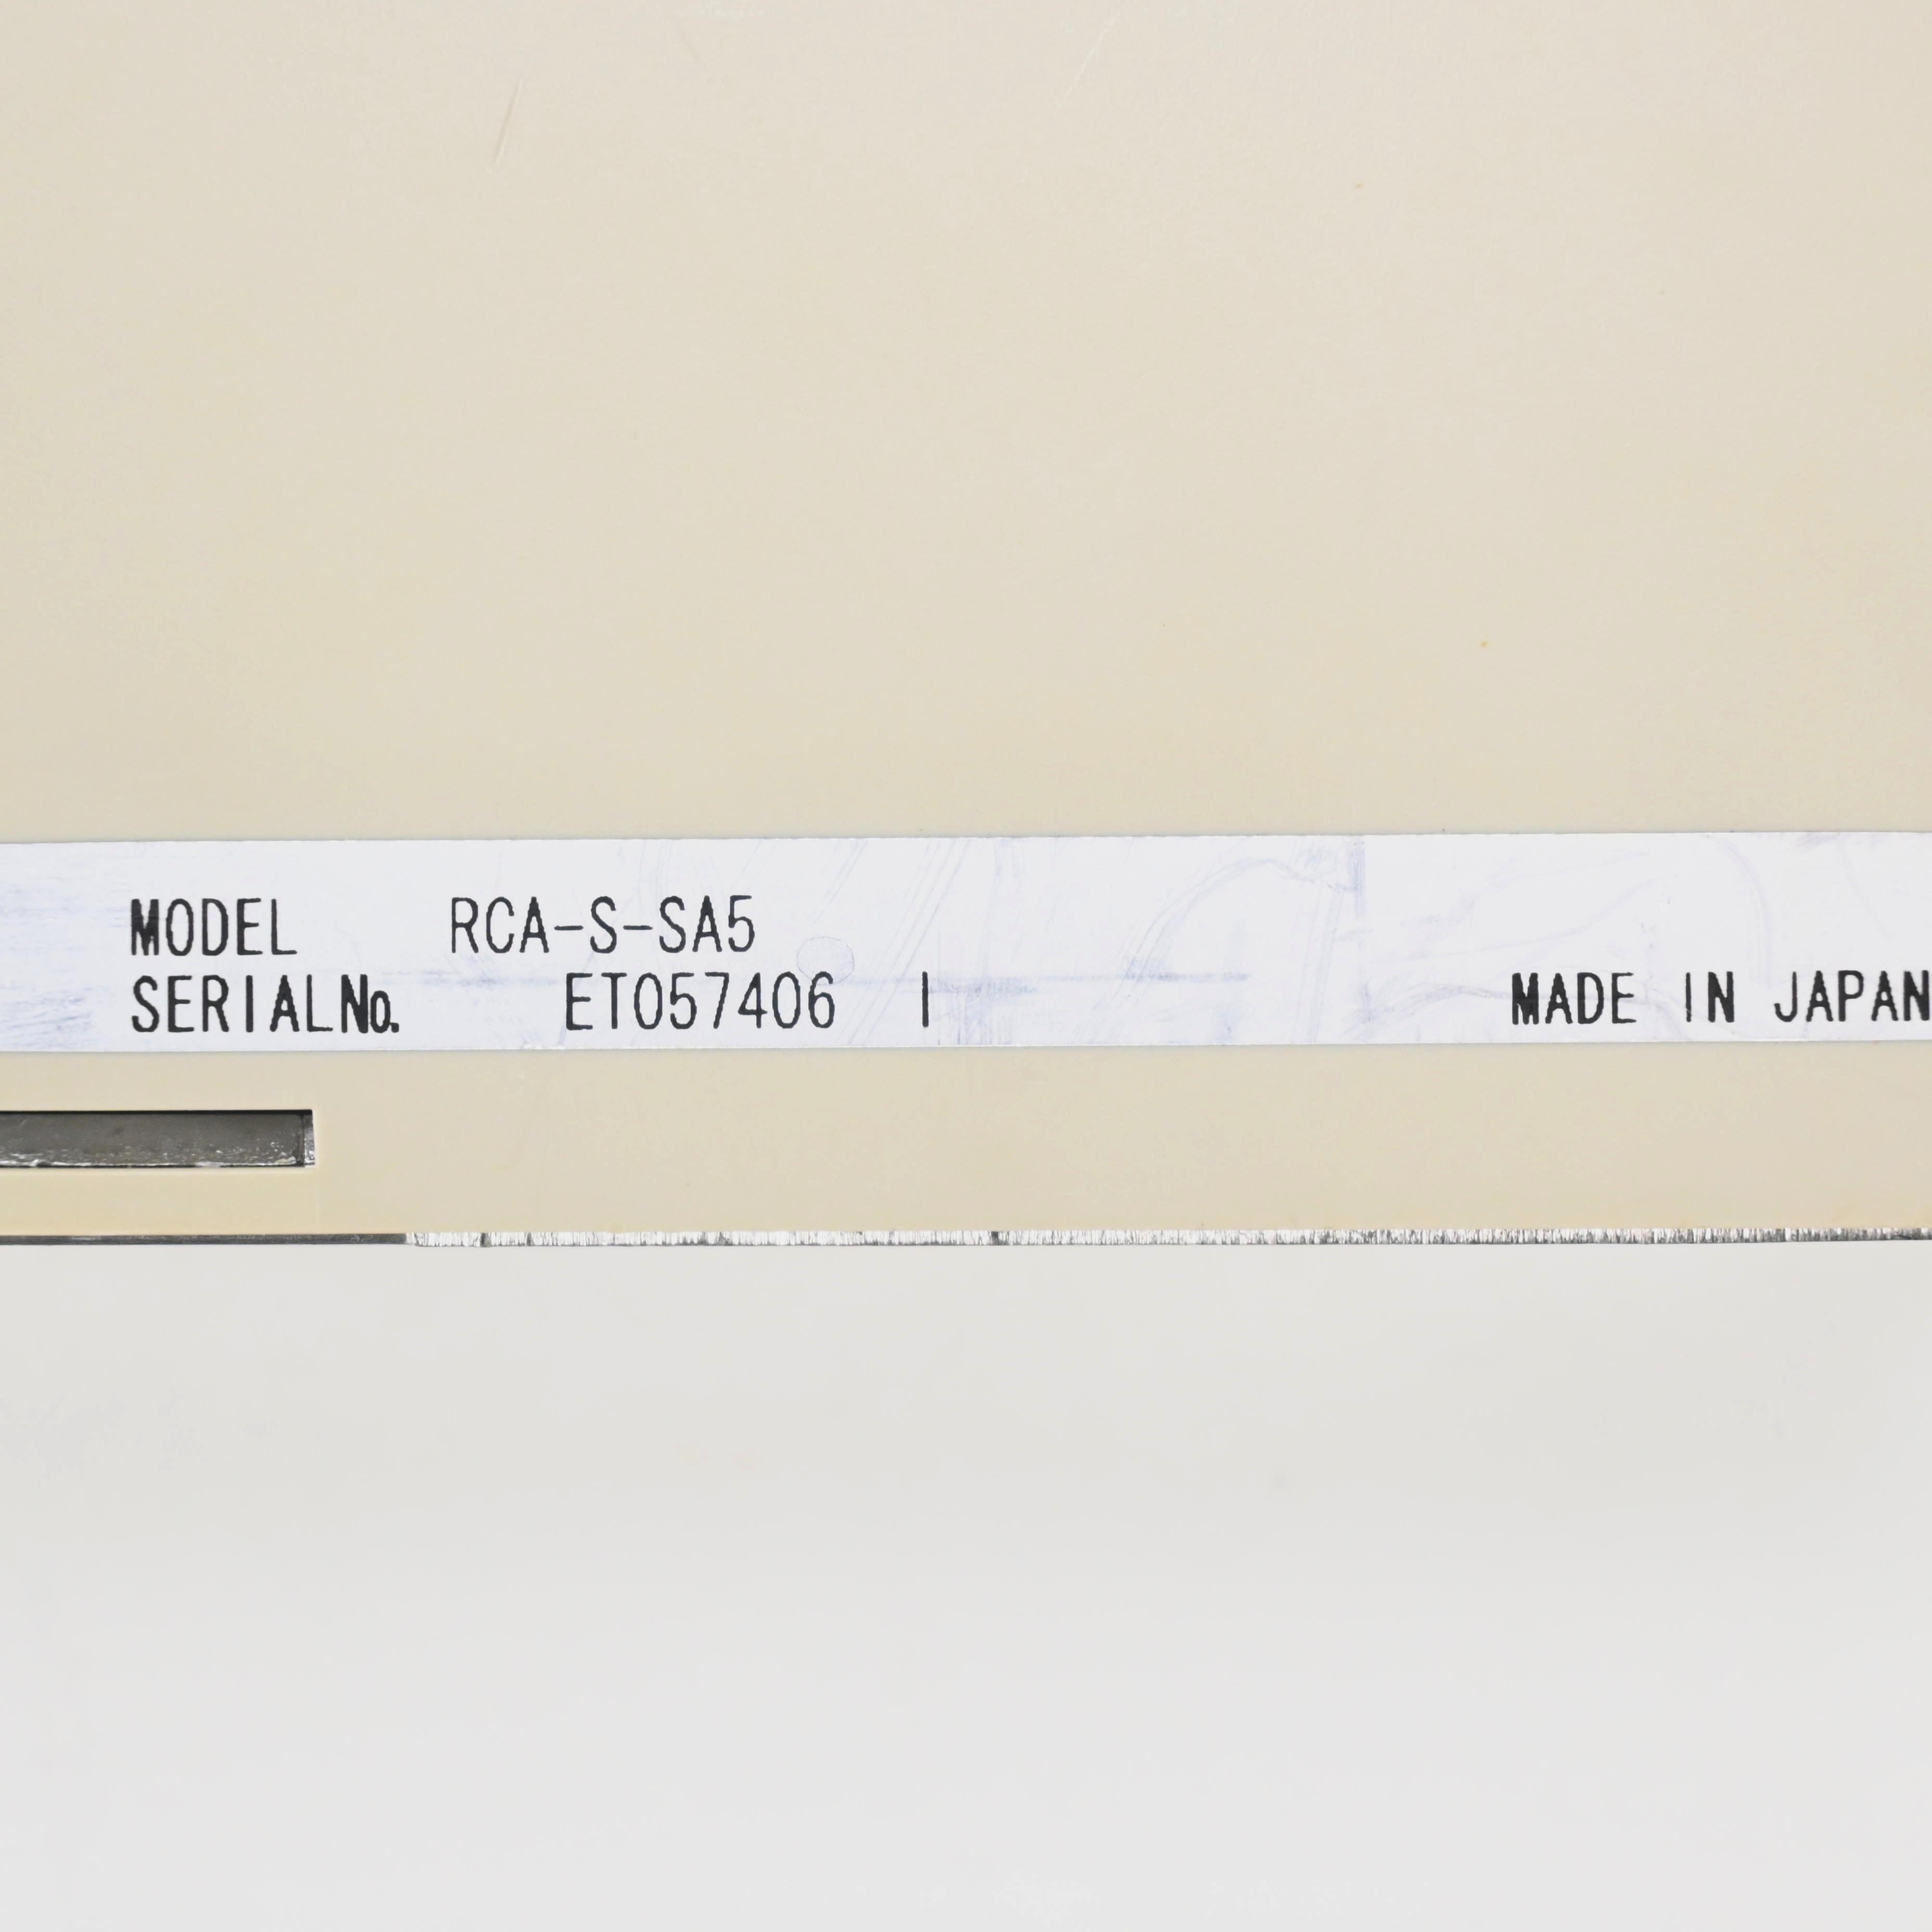 MODEL RCA-S-SA5
SERIALNo. ET057406 I MADE IN JAPAN